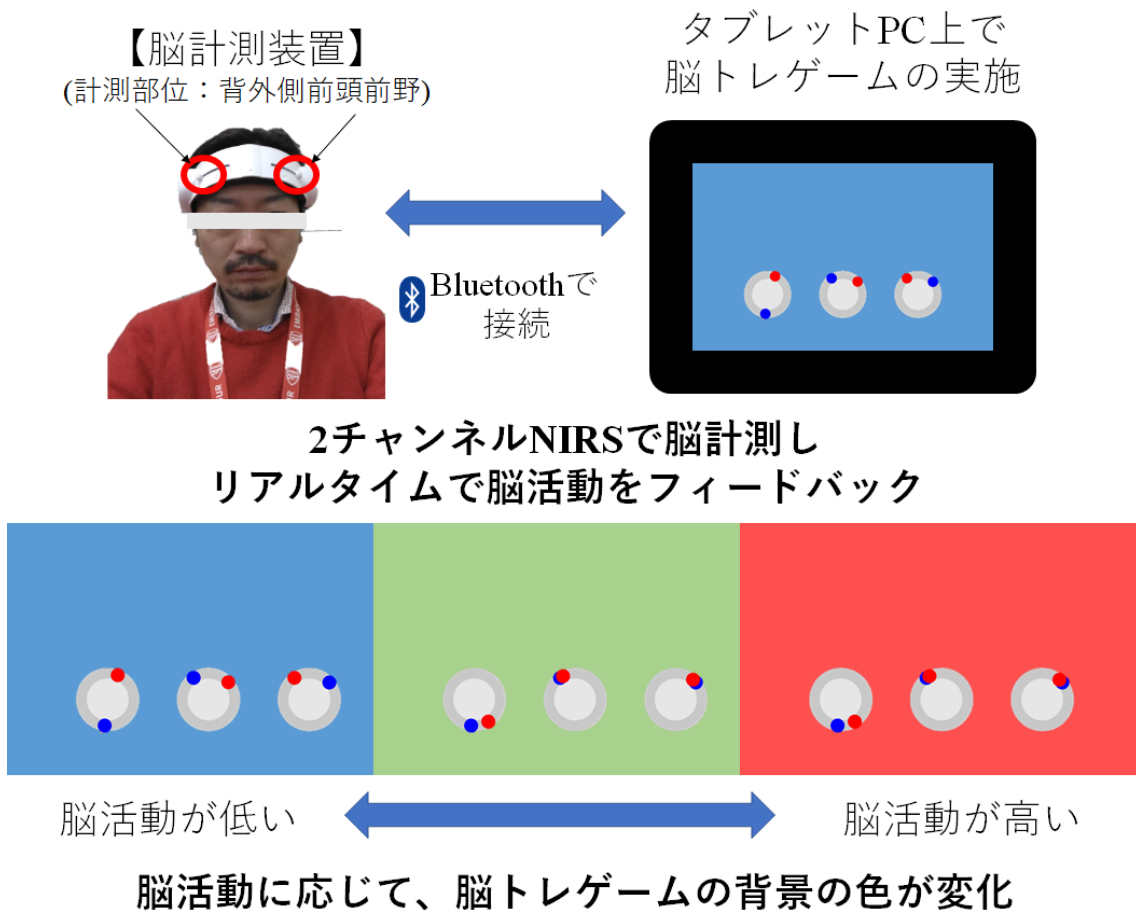 【脳計測装置】
(計測部位：背外側前頭前野)
タブレットPC上で
脳トレゲームの実施
Bluetoothで
接続
2チャンネルNIRSで脳計測し
リアルタイムで脳活動をフィードバック
脳活動が低い
脳活動が高い
脳活動に応じて、脳トレゲームの背景の色が変化